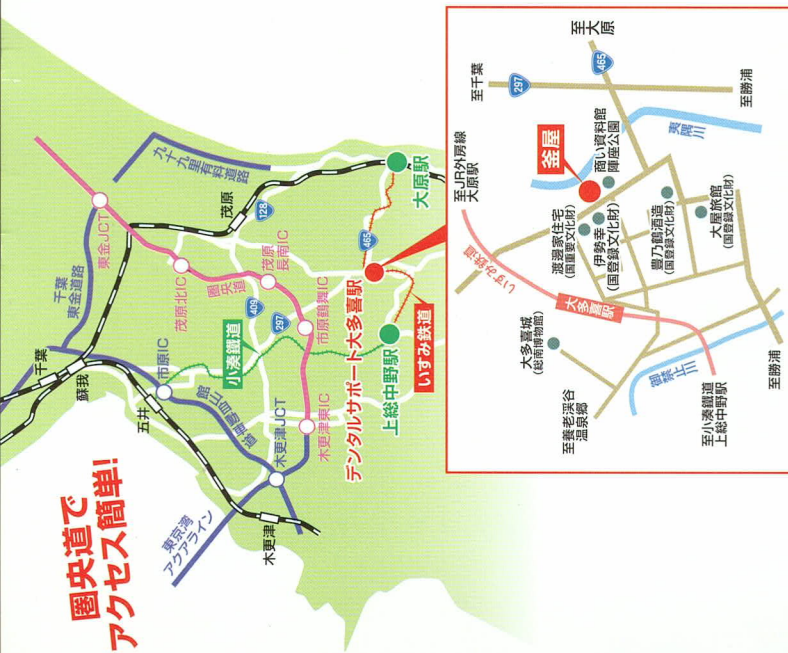 圏央道で
アクセス簡単!
東京湾
アクアライン
木更津
木更津JCT
木更津東IC
館山自動車道
五井
市原IC
蘇我
千葉
千葉
東金道路
東金JCT
九十九里有料道路
茂原
128
茂原北IC
圏央道
茂原
長南IC
409
297
市原鶴舞IC
小湊鐵道
465
大原駅
デンタルサポート大多喜駅
上総中野駅
いすみ鉄道
至大原
465
至千葉
297
至勝浦
夷隅川
釜屋
商い資料館
陣座公園
至JR外房線
大原駅
いすみ鉄道
渡邊家住宅
(国重要文化財)
伊勢幸
(国登録文化財)
豊乃鶴酒造
(国登録文化財)
大屋旅館
(国登録文化財)
大多喜駅
大多喜城
(総南博物館)
御禁止川
至養老渓谷
温泉郷
至小湊鐵道
上総中野駅
至勝浦